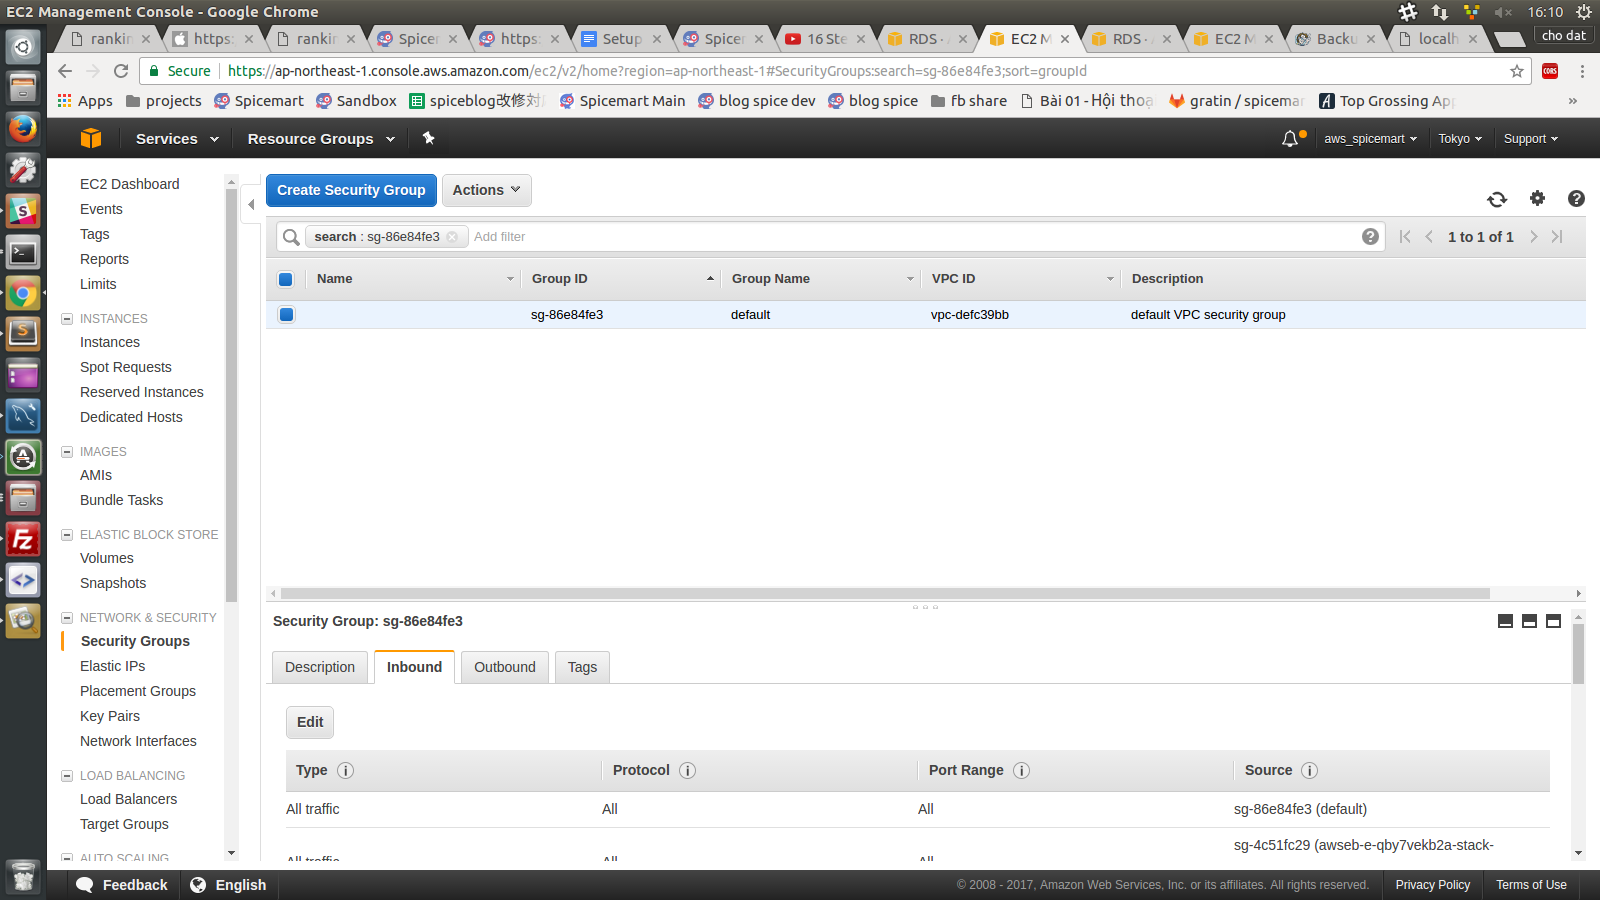 EC2 Management Console - Google Chrome
16:10
rankin
https:
rankin
Spicer
https:
Setup
Spicer
16 Ste
RDS · A
EC2 M
RDS · A
EC2 M
Backu
localh
cho dat
Secure
https://ap-northeast-1.console.aws.amazon.com/ec2/v2/home?region=ap-northeast-1#SecurityGroups:search=sg-86e84fe3;sort=groupId
CORS
Apps
projects
Spicemart
Sandbox
spiceblog改修対
Spicemart Main
blog spice dev
blog spice
fb share
Bài 01 - Hội thoạ
gratin / spicemar
Top Grossing App
»
Services
Resource Groups
aws_spicemart
Tokyo
Support
EC2 Dashboard
Events
Tags
Reports
Limits
INSTANCES
Instances
Spot Requests
Reserved Instances
Dedicated Hosts
IMAGES
AMIs
Bundle Tasks
ELASTIC BLOCK STORE
Volumes
Snapshots
NETWORK & SECURITY
Security Groups
Elastic IPs
Placement Groups
Key Pairs
Network Interfaces
LOAD BALANCING
Load Balancers
Target Groups
AUTO SCALING
Create Security Group
Actions
search : sg-86e84fe3
Add filter
1 to 1 of 1
Name
Group ID
Group Name
VPC ID
Description
sg-86e84fe3
default
vpc-defc39bb
default VPC security group
Security Group: sg-86e84fe3
Description
Inbound
Outbound
Tags
Edit
Type
Protocol
Port Range
Source
All traffic
All
All
sg-86e84fe3 (default)
All traffic
All
All
sg-4c51fc29 (awseb-e-qby7vekb2a-stack-
Feedback
English
© 2008 - 2017, Amazon Web Services, Inc. or its affiliates. All rights reserved.
Privacy Policy
Terms of Use